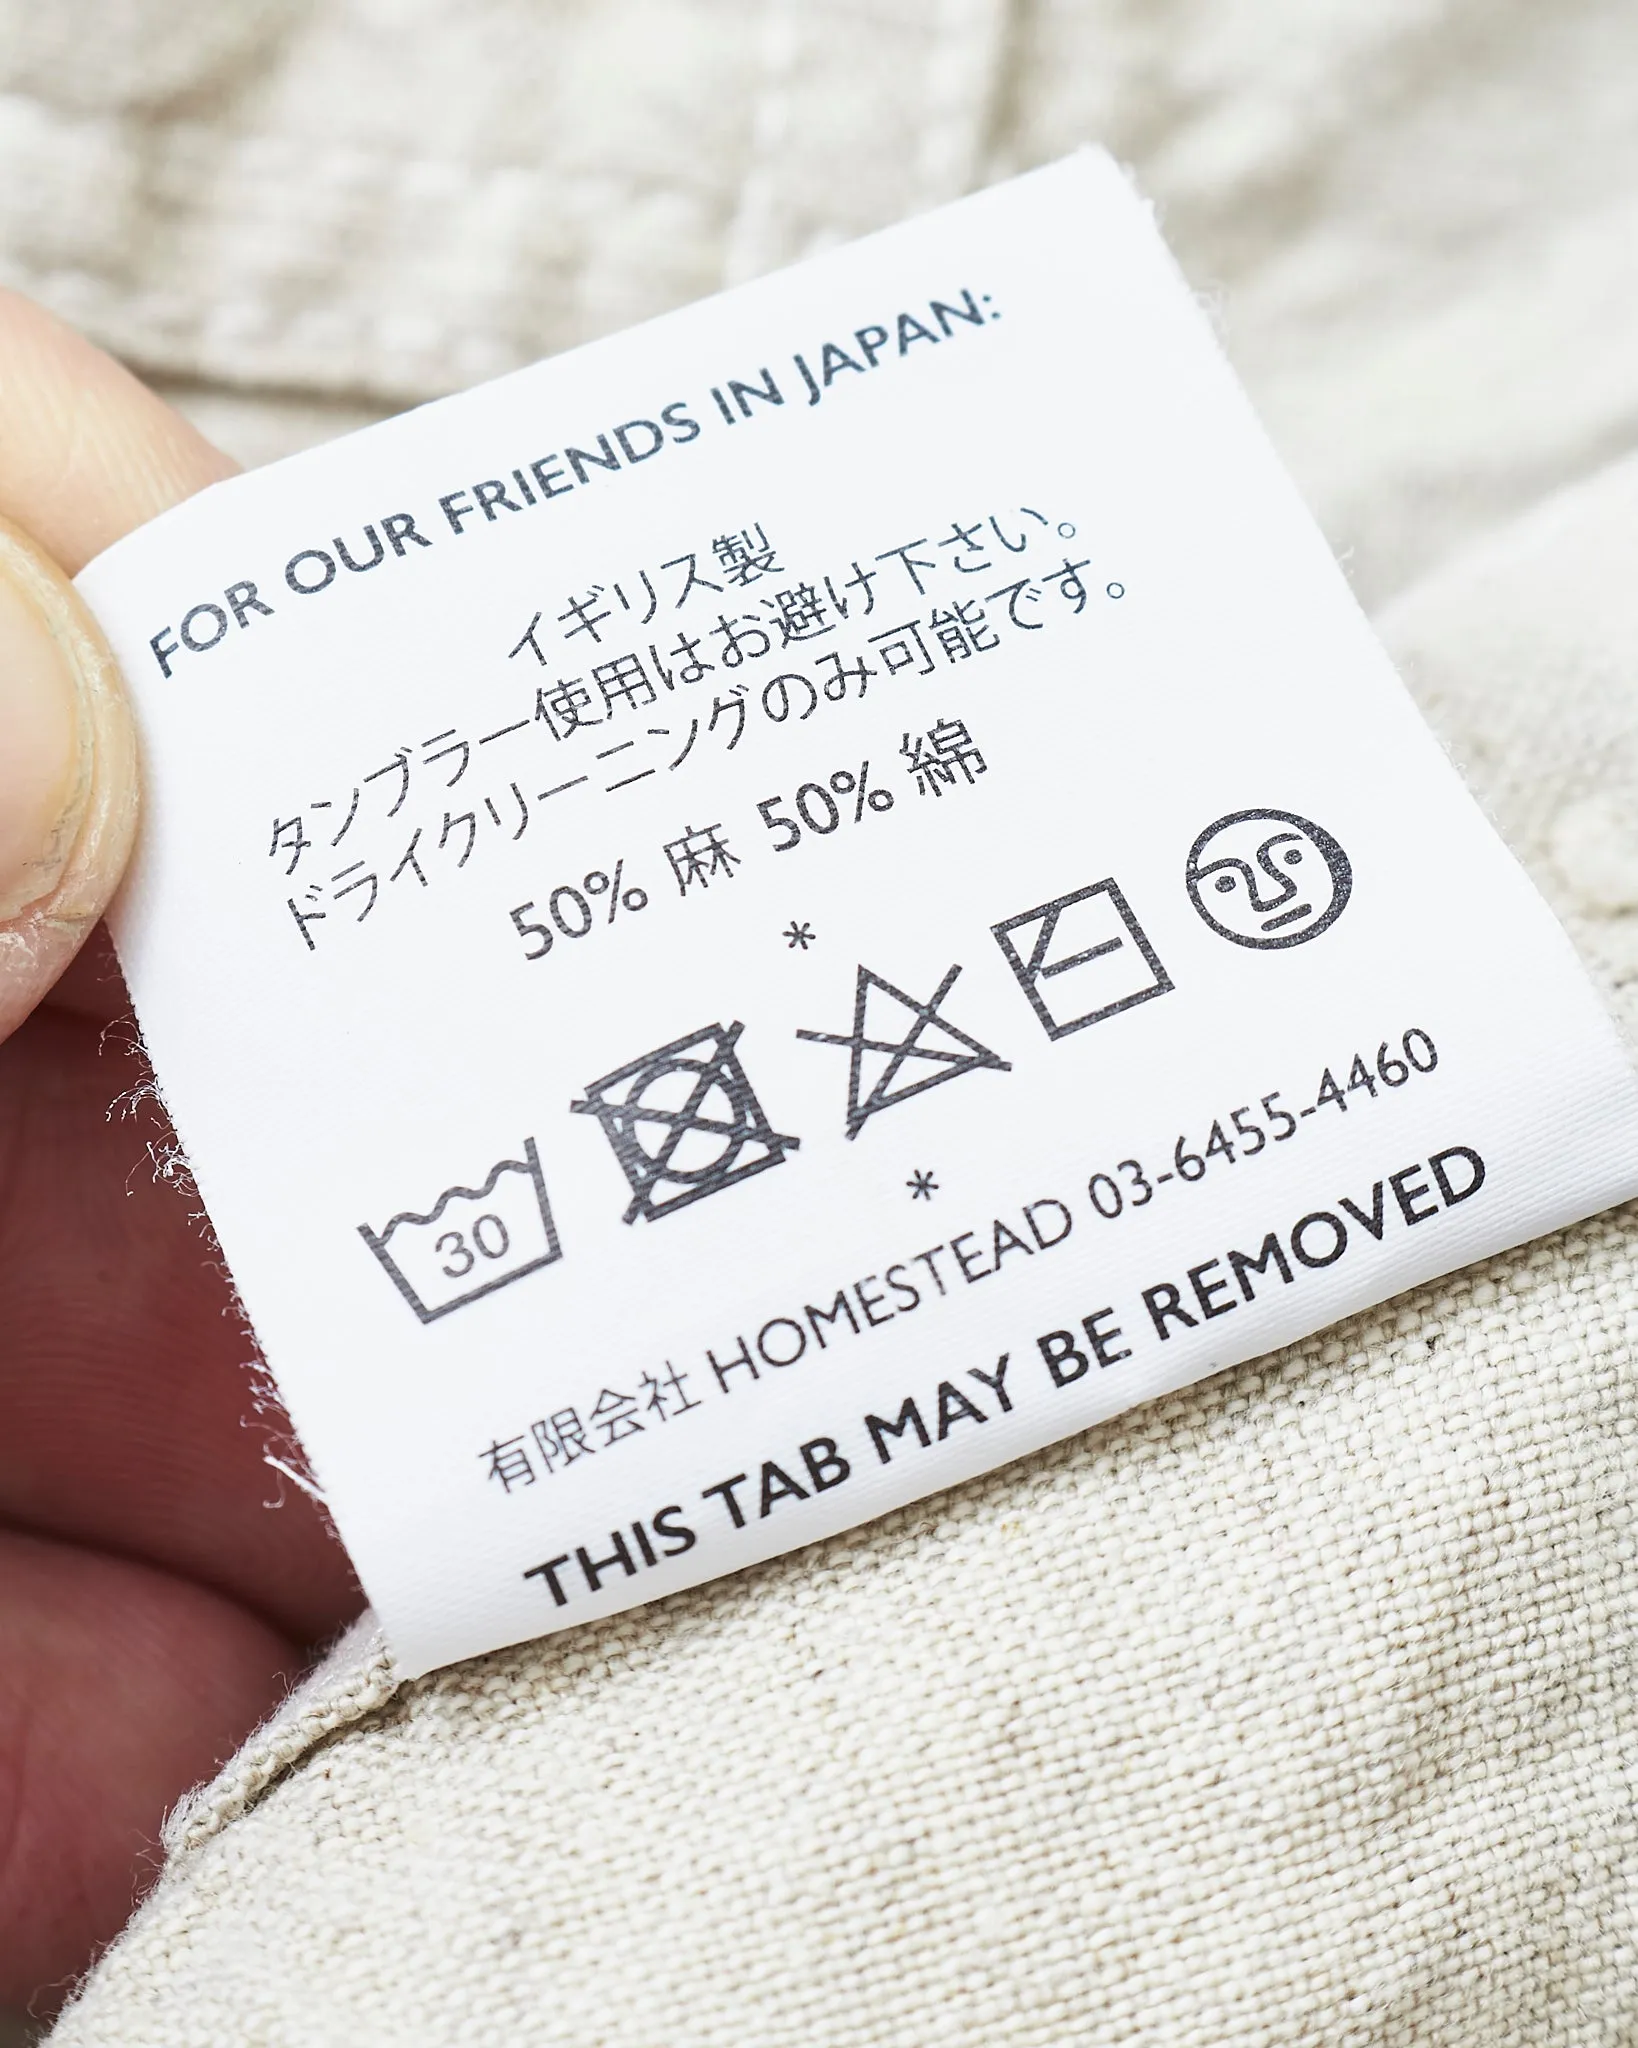 FOR OUR FRIENDS IN JAPAN:
イギリス製
タンブラー使用はお避け下さい。
ドライクリーニングのみ可能です。
50% 麻 50% 綿
*
30
*
有限会社 HOMESTEAD 03-6455-4460
THIS TAB MAY BE REMOVED